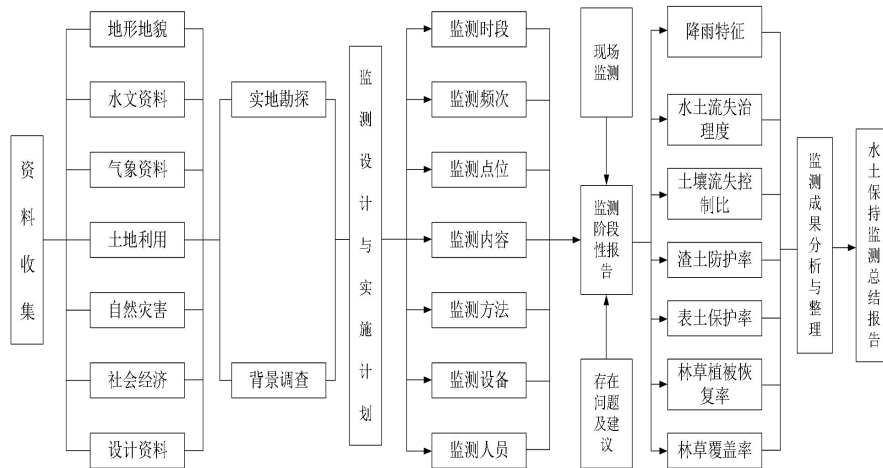 资料收集
地形地貌
水文资料
气象资料
土地利用
自然灾害
社会经济
设计资料
实地勘探
背景调查
监测设计与实施计划
监测时段
监测频次
监测点位
监测内容
监测方法
监测设备
监测人员
现场
监测
监测
阶段
性报
告
存在
问题
及建
议
降雨特征
水土流失治
理度
土壤流失控
制比
渣土防护率
表土保护率
林草植被恢
复率
林草覆盖率
监测成果分析与整理
水土保持监测总结报告